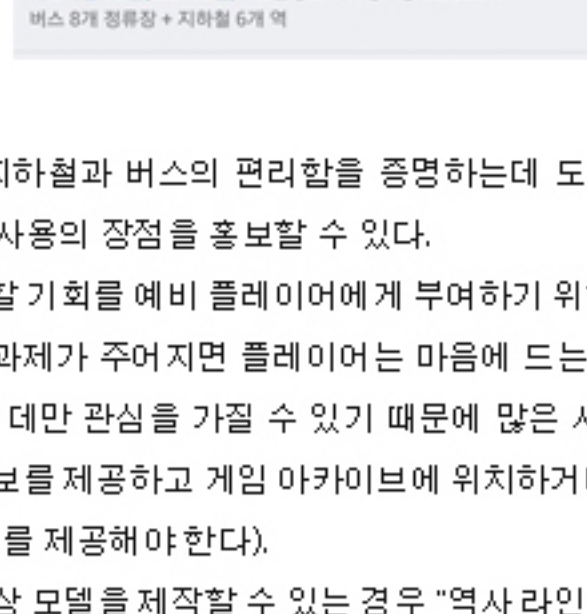 버스 8개 정류장 + 지하철 6개 역
지하철과 버스의 편리함을 증명하는데 도
사용의 장점을 홍보할 수 있다.
할 기회를 예비 플레이어에게 부여하기 위
과제가 주어지면 플레이어는 마음에 드는
데만 관심을 가질 수 있기 때문에 많은
보를 제공하고 게임 아카이브에 위치하거
를 제공해야한다).
상 모델을 제작할 수 있는 경우 "역사 라인